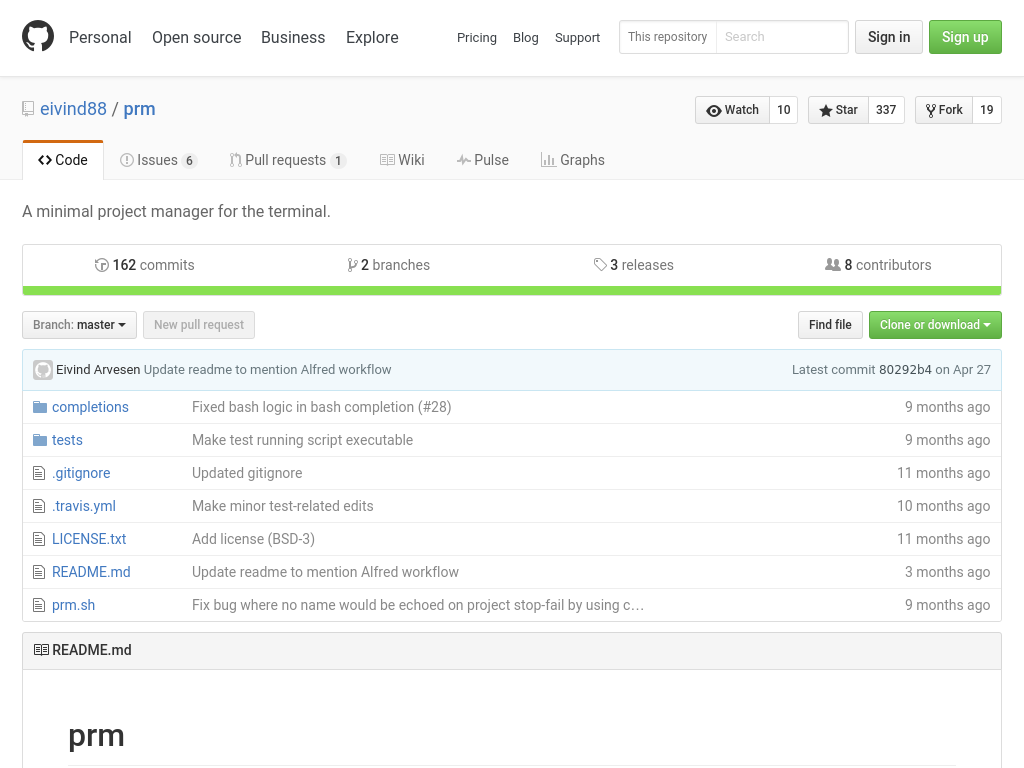 Personal Open source Business Explore Pricing Blog Support This repository Search Sign in Sign up
eivind88 / prm Watch 10 Star 337 Fork 19
Code Issues 6 Pull requests 1 Wiki Pulse Graphs
A minimal project manager for the terminal.
162 commits 2 branches 3 releases 8 contributors
Branch: master New pull request Find file Clone or download
Eivind Arvesen Update readme to mention Alfred workflow Latest commit 80292b4 on Apr 27
completions Fixed bash logic in bash completion (#28) 9 months ago
tests Make test running script executable 9 months ago
.gitignore Updated gitignore 11 months ago
.travis.yml Make minor test-related edits 10 months ago
LICENSE.txt Add license (BSD-3) 11 months ago
README.md Update readme to mention Alfred workflow 3 months ago
prm.sh Fix bug where no name would be echoed on project stop-fail by using c… 9 months ago
README.md
prm